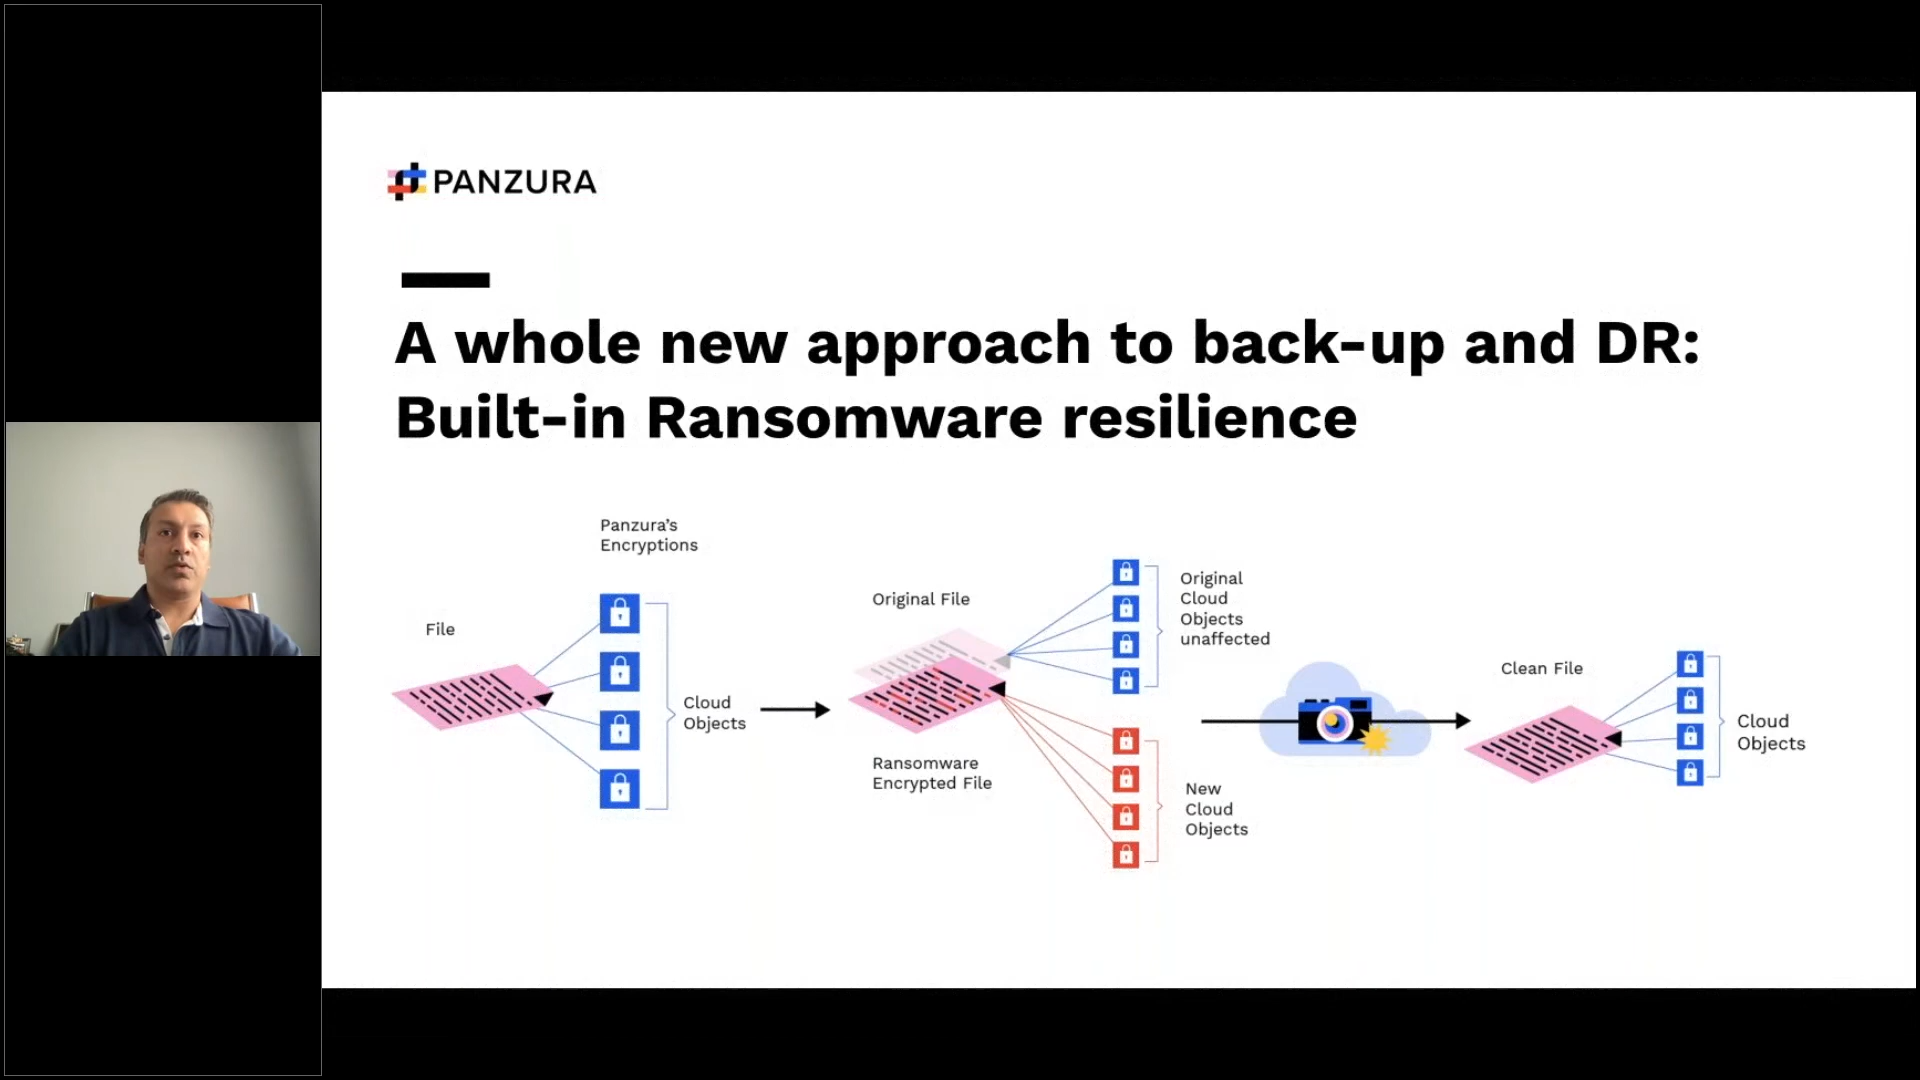 PANZURA
A whole new approach to back-up and DR:
Built-in Ransomware resilience
Panzura's
Encryptions
File
Cloud
Objects
Original File
Ransomware
Encrypted File
Original
Cloud
Objects
unaffected
New
Cloud
Objects
Clean File
Cloud
Objects